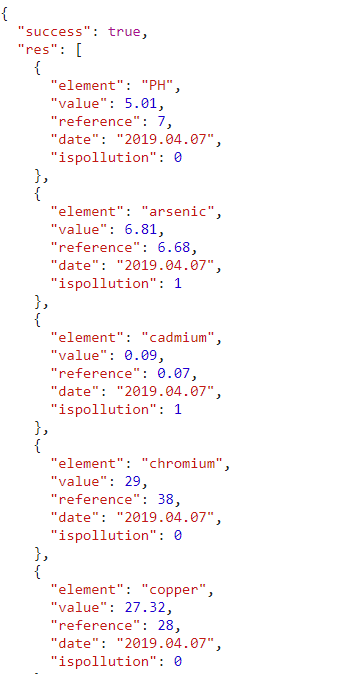 {
"success": true,
"res": [
{
"element": "PH",
"value": 5.01,
"reference": 7,
"date": "2019.04.07",
"ispollution": 0
},
{
"element": "arsenic",
"value": 6.81,
"reference": 6.68,
"date": "2019.04.07",
"ispollution": 1
},
{
"element": "cadmium",
"value": 0.09,
"reference": 0.07,
"date": "2019.04.07",
"ispollution": 1
},
{
"element": "chromium",
"value": 29,
"reference": 38,
"date": "2019.04.07",
"ispollution": 0
},
{
"element": "copper",
"value": 27.32,
"reference": 28,
"date": "2019.04.07",
"ispollution": 0